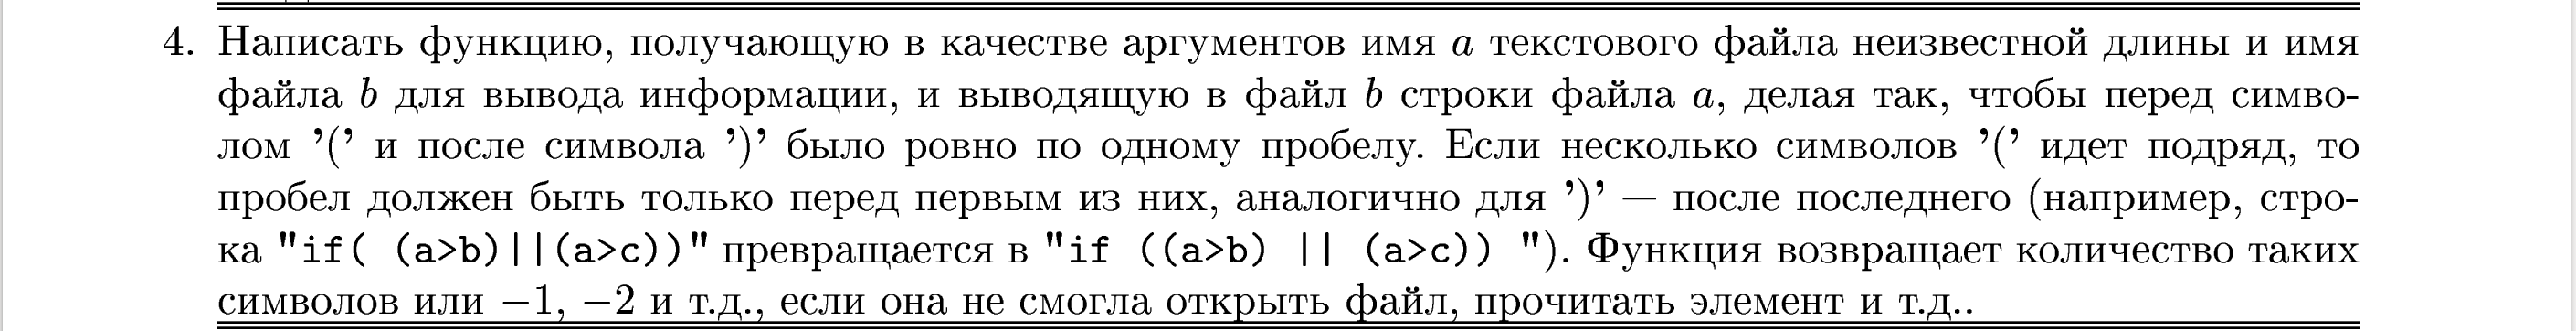 4. Написать функцию, получающую в качестве аргументов имя a текстового файла неизвестной длины и имя
файла b для вывода информации, и выводящую в файл b строки файла a, делая так, чтобы перед симво-
лом ’(’ и после символа ’)’ было ровно по одному пробелу. Если несколько символов ’(’ идет подряд, то
пробел должен быть только перед первым из них, аналогично для ’)’ — после последнего (например, стро-
ка "if( (a>b)||(a>c))" превращается в "if ((a>b) || (a>c)) "). Функция возвращает количество таких
символов или −1, −2 и т.д., если она не смогла открыть файл, прочитать элемент и т.д..